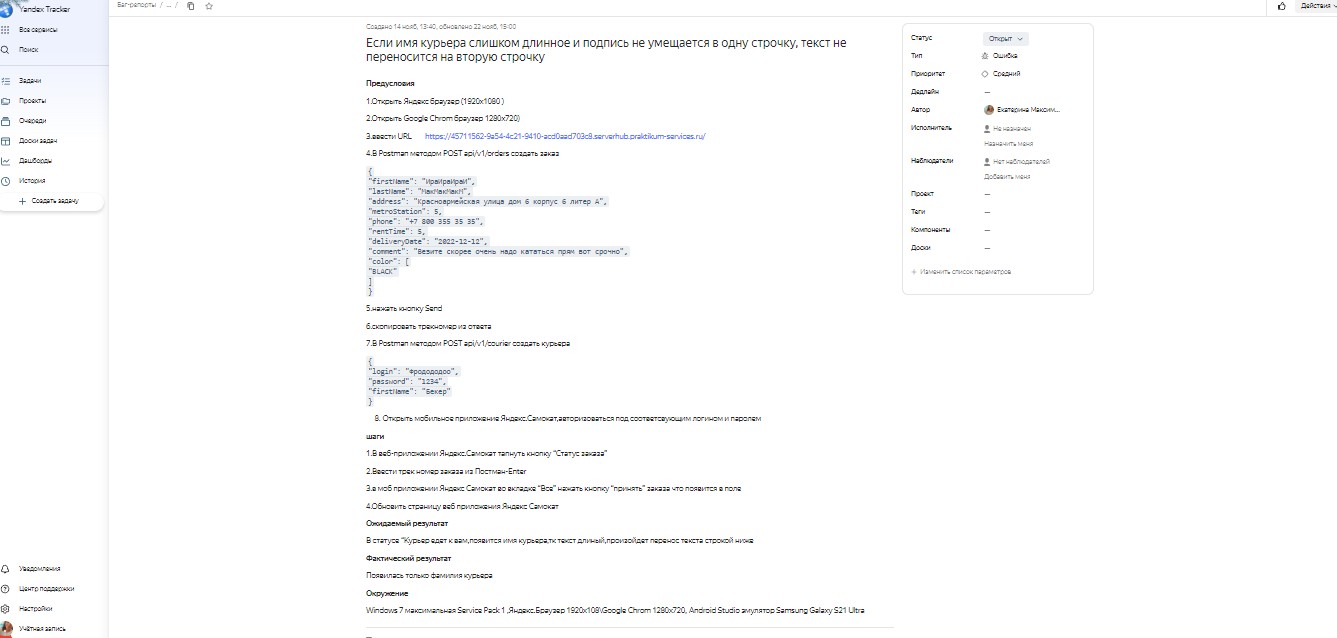 Yandex Tracker
Все сервисы
Поиск
Задачи
Проекты
Очереди
Доски задач
Дашборды
История
Создать задачу
Уведомления
Центр поддержки
Настройки
Учётная запись
Баг-репорты / ... /
Действия
Создано 14 нояб, 13:40, обновлено 22 нояб, 15:00
Если имя курьера слишком длинное и подпись не умещается в одну строчку, текст не
переносится на вторую строчку
Предусловия
1.Открыть Яндекс браузер (1920x1080 )
2.Открыть Google Chrom браузер 1280x720)
3.ввести URL https://45711562-9a54-4c21-9410-acd0aad703c8.serverhub.praktikum-services.ru/
4.В Postman методом POST api/v1/orders создать заказ
{
"firstName": "ИраИраИраИ",
"lastName": "МакМакМакМ",
"address": "Красноармейская улица дом 6 корпус 6 литер А",
"metroStation": 5,
"phone": "+7 800 355 35 35",
"rentTime": 5,
"deliveryDate": "2022-12-12",
"comment": "Везите скорее очень надо кататься прям вот срочно",
"color": [
"BLACK"
]
}
5.нажать кнопку Send
6.скопировать трекномер из ответа
7.В Postman методом POST api/v1/courier создать курьера
{
"login": "Фродододоо",
"password": "1234",
"firstName": "Бекер"
}
8. Открыть мобильное приложение Яндекс.Самокат,авторизоваться под соответсвующим логином и паролем
шаги
1.В веб-приложении Яндекс.Самокат тапнуть кнопку "Статус заказа"
2.Ввести трек номер заказа из Постман-Enter
3.в моб приложении Яндекс Самокат во вкладке "Все" нажать кнопку "принять" заказа что появится в поле
4.Обновить страницу веб приложения Яндекс Самокат
Ожидаемый результат
В статусе "Курьер едет к вам,появится имя курьера,тк текст длиный,произойдет перенос текста строкой ниже
Фактический результат
Появилась только фамилия курьера
Окружение
Windows 7 максимальная Service Pack 1 ,Яндекс.Браузер 1920x108\Google Chrom 1280x720, Android Studio эмулятор Samsung Galaxy S21 Ultra
Статус Открыт
Тип Ошибка
Приоритет Средний
Дедлайн —
Автор Екатерина Максим...
Исполнитель Не назначен
Назначить меня
Наблюдатели Нет наблюдателей
Добавить меня
Проект —
Теги —
Компоненты —
Доски —
+ Изменить список параметров